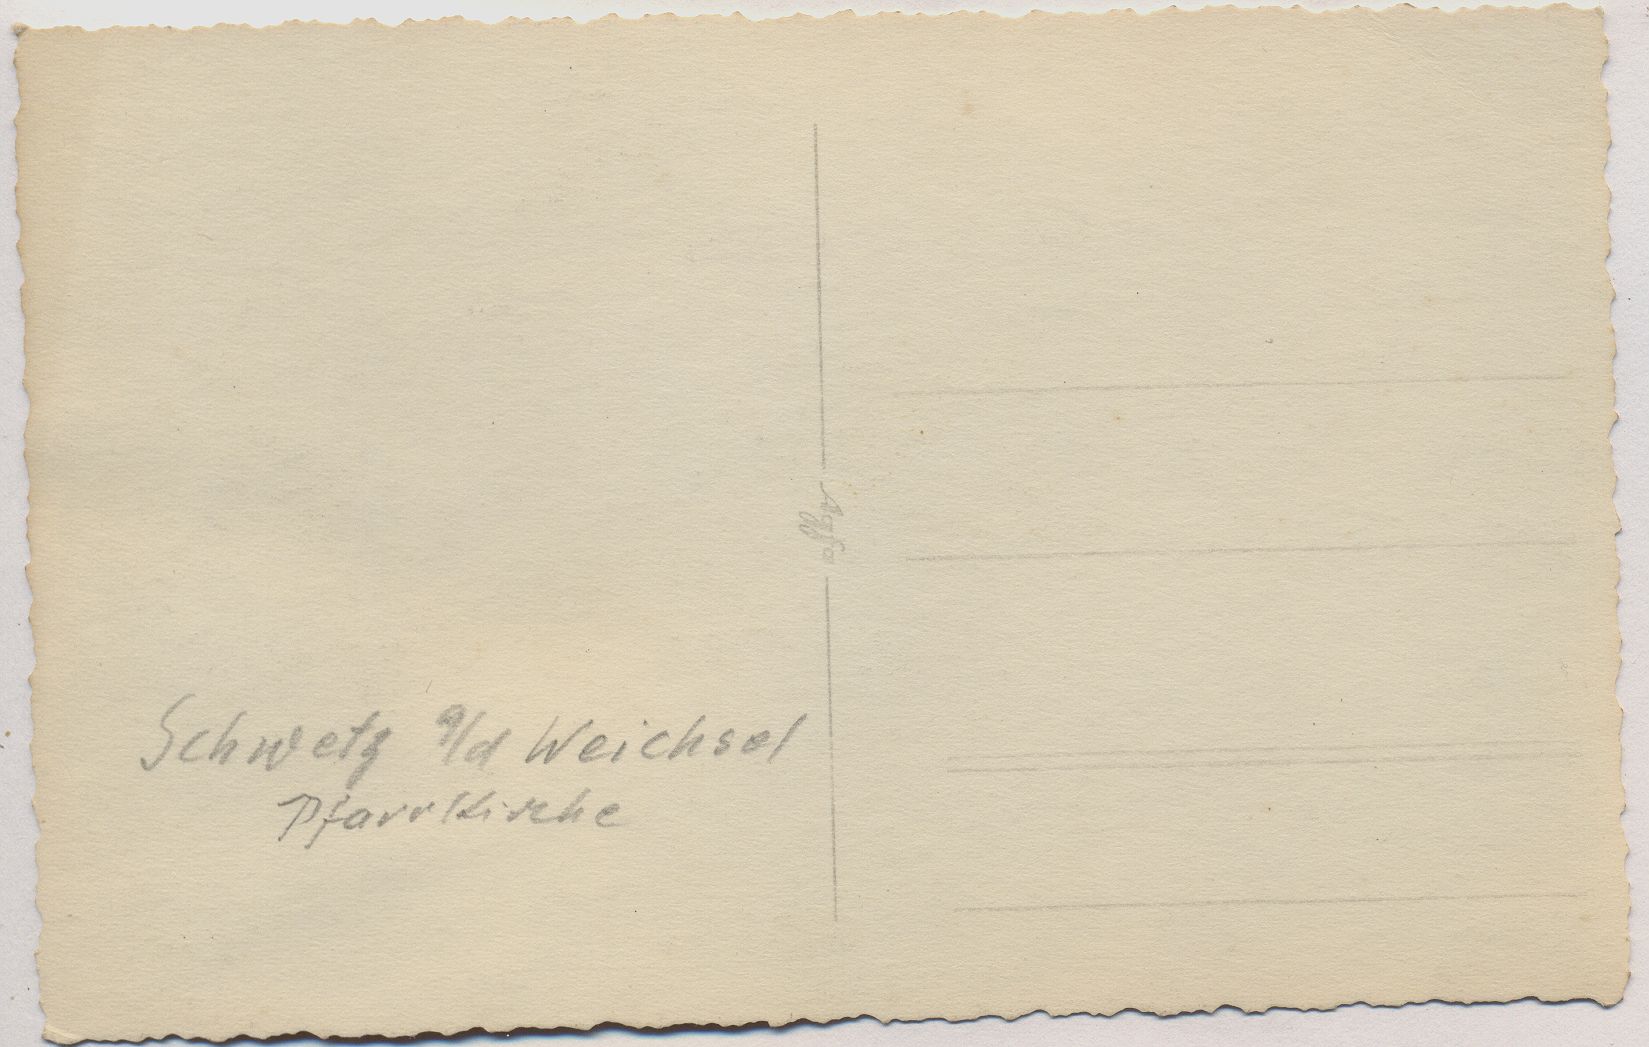 Schwetz a/d Weichsel
Pfarrkirche
Agfa